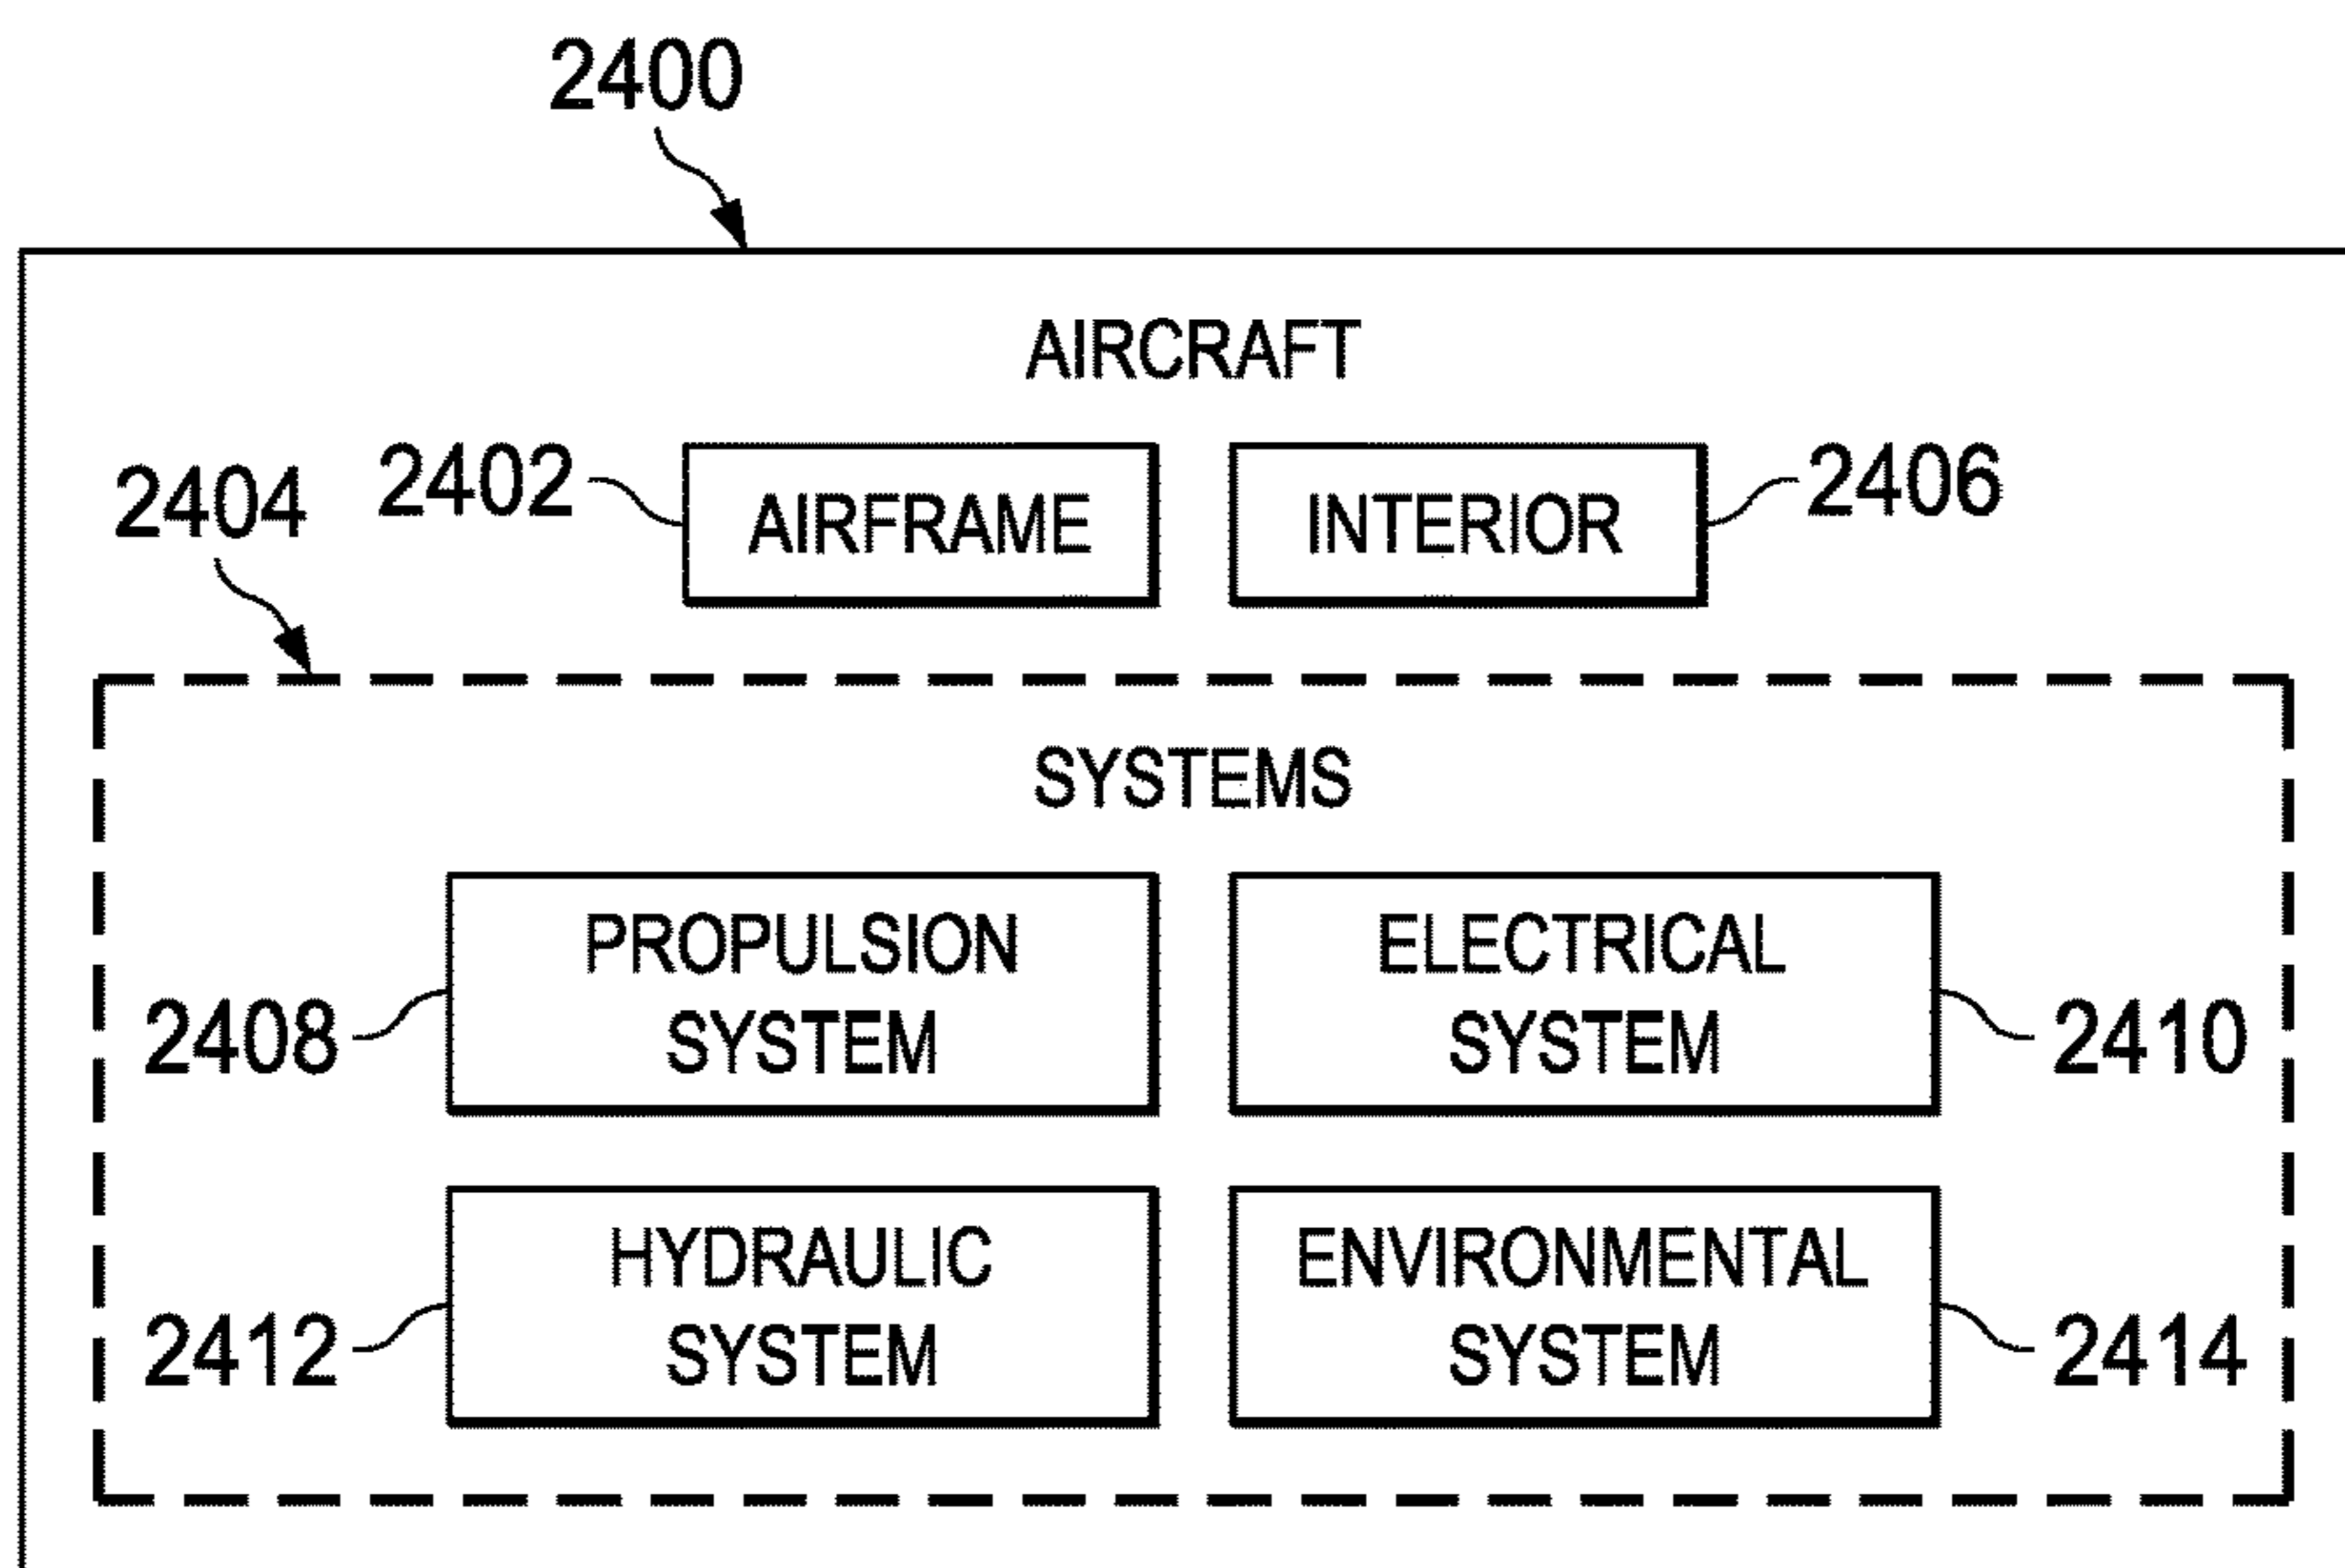 2400
AIRCRAFT
2404
2402
AIRFRAME
INTERIOR
2406
SYSTEMS
2408
PROPULSION
SYSTEM
ELECTRICAL
SYSTEM
2410
2412
HYDRAULIC
SYSTEM
ENVIRONMENTAL
SYSTEM
2414